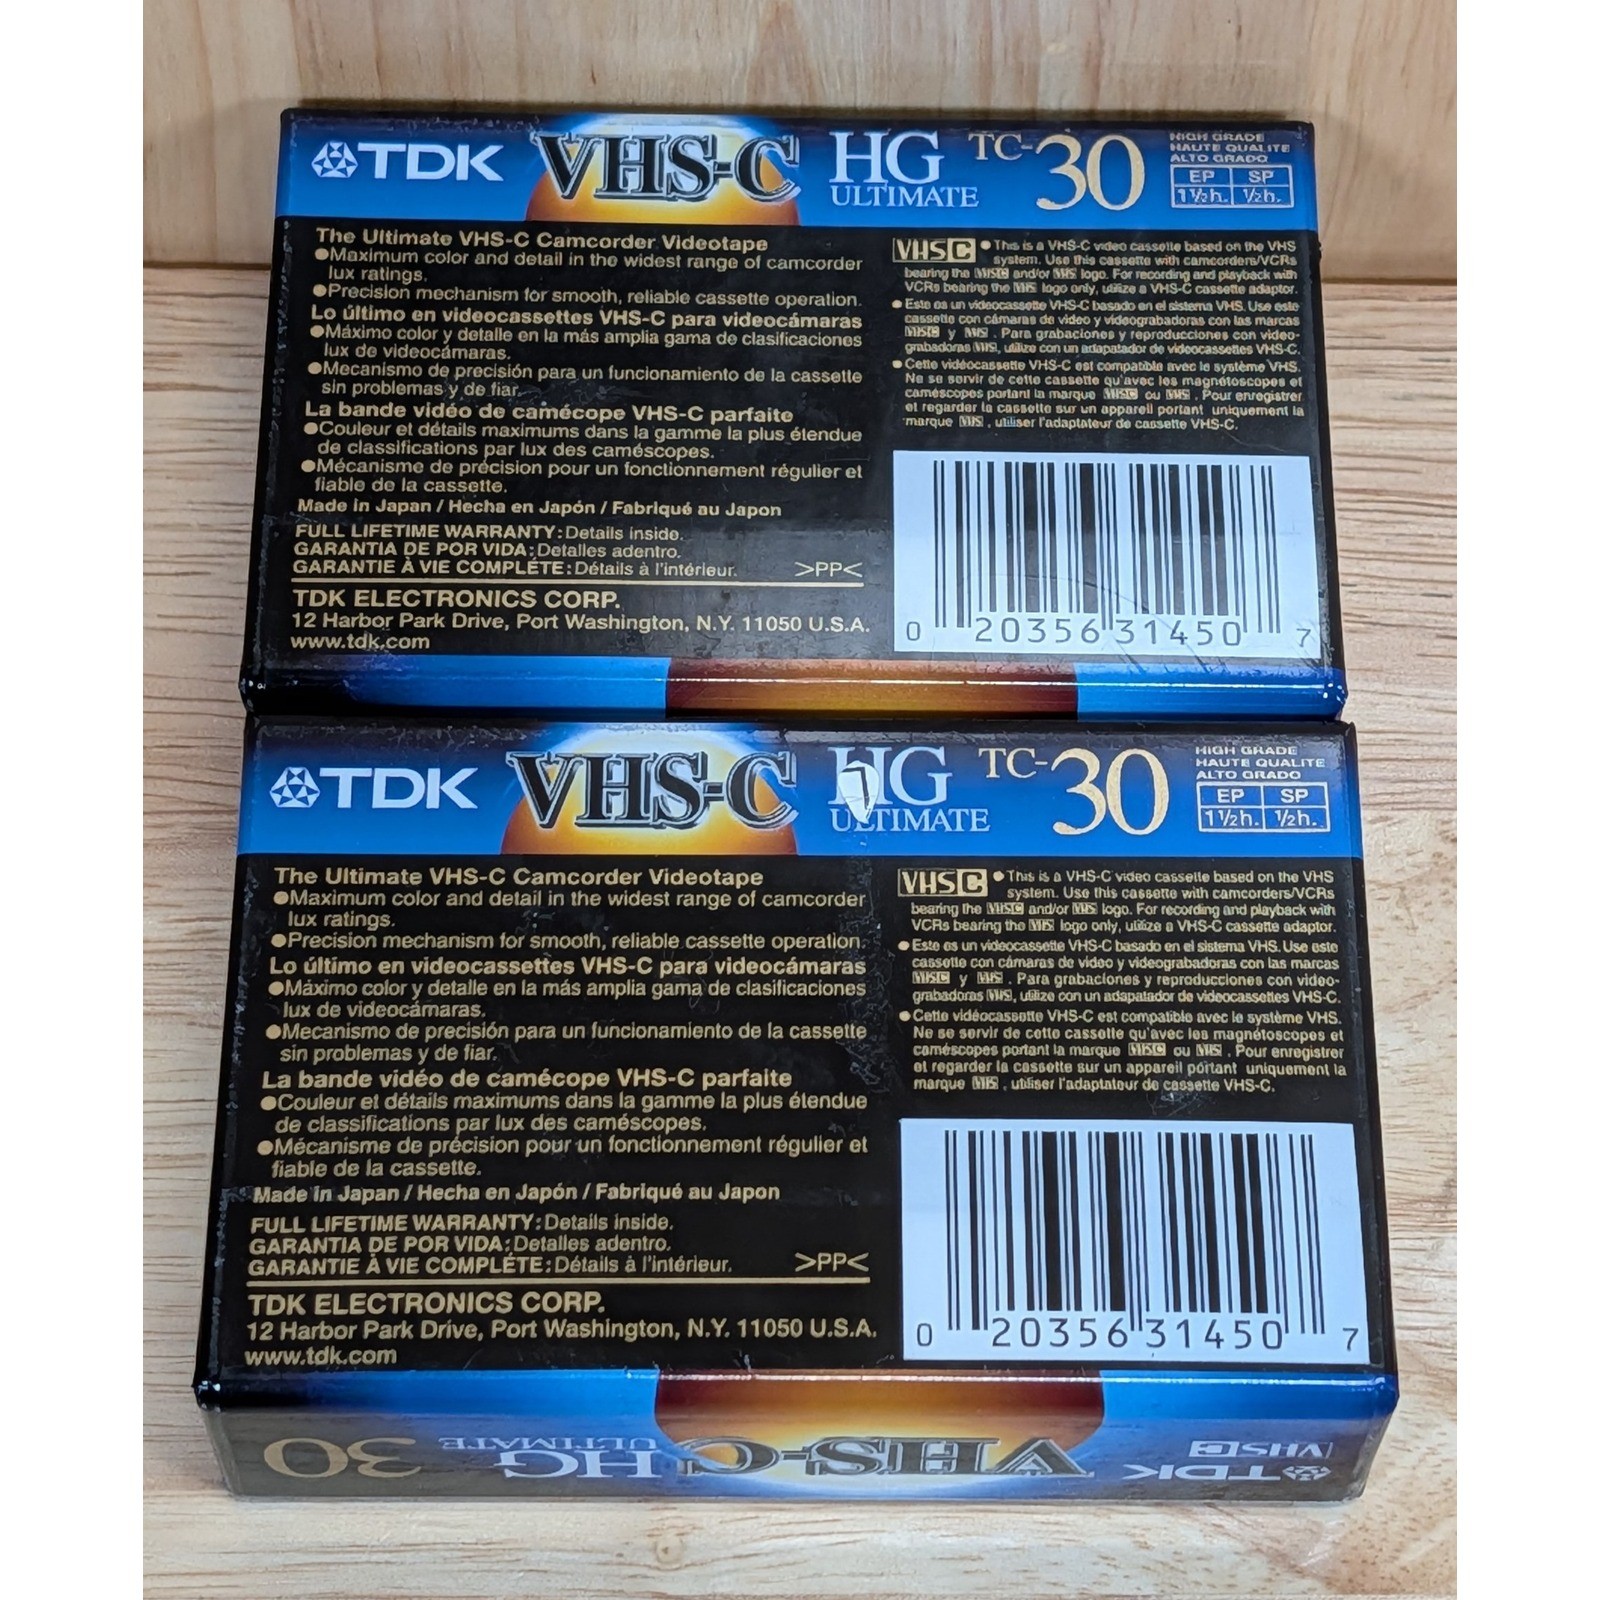 TDK VHS-C HG ULTIMATE TC-30
HIGH GRADE
HAUTE QUALITE
ALTO GRADO
EP SP
1 1/2h. 1/2h.
The Ultimate VHS-C Camcorder Videotape
●Maximum color and detail in the widest range of camcorder
lux ratings.
●Precision mechanism for smooth, reliable cassette operation.
Lo último en videocassettes VHS-C para videocámaras
●Máximo color y detalle en la más amplia gama de clasificaciones
lux de videocámaras.
●Mecanismo de precisión para un funcionamiento de la cassette
sin problemas y de fiar.
La bande vidéo de camécope VHS-C parfaite
●Couleur et détails maximums dans la gamme la plus étendue
de classifications par lux des caméscopes.
●Mécanisme de précision pour un fonctionnement régulier et
fiable de la cassette.
Made in Japan / Hecha en Japón / Fabriqué au Japon
FULL LIFETIME WARRANTY: Details inside.
GARANTIA DE POR VIDA: Detalles adentro.
GARANTIE À VIE COMPLÉTE: Détails à l'intérieur. >PP<
TDK ELECTRONICS CORP.
12 Harbor Park Drive, Port Washington, N.Y. 11050 U.S.A.
www.tdk.com
VHSC ● This is a VHS-C video cassette based on the VHS
system. Use this cassette with camcorders/VCRs
bearing the VHSC and/or VHS logo. For recording and playback with
VCRs bearing the VHS logo only, utilize a VHS-C cassette adaptor.
● Este es un videocassette VHS-C basado en el sistema VHS. Use este
cassette con cámaras de video y videograbadoras con las marcas
VHSC y VHS . Para grabaciones y reproducciones con video-
grabadoras VHS, utilize con un adapatador de videocassettes VHS-C.
● Cette vidéocassette VHS-C est compatible avec le système VHS.
Ne se servir de cette cassette qu'avec les magnétoscopes et
caméscopes portant la marque VHSC ou VHS . Pour enregistrer
et regarder la cassette sur un appareil portant uniquement la
marque VHS , utiliser l'adaptateur de cassette VHS-C.
0 20356 31450 7
TDK VHS-C HG ULTIMATE TC-30
HIGH GRADE
HAUTE QUALITE
ALTO GRADO
EP SP
1 1/2h. 1/2h.
The Ultimate VHS-C Camcorder Videotape
●Maximum color and detail in the widest range of camcorder
lux ratings.
●Precision mechanism for smooth, reliable cassette operation.
Lo último en videocassettes VHS-C para videocámaras
●Máximo color y detalle en la más amplia gama de clasificaciones
lux de videocámaras.
●Mecanismo de precisión para un funcionamiento de la cassette
sin problemas y de fiar.
La bande vidéo de camécope VHS-C parfaite
●Couleur et détails maximums dans la gamme la plus étendue
de classifications par lux des caméscopes.
●Mécanisme de précision pour un fonctionnement régulier et
fiable de la cassette.
Made in Japan / Hecha en Japón / Fabriqué au Japon
FULL LIFETIME WARRANTY: Details inside.
GARANTIA DE POR VIDA: Detalles adentro.
GARANTIE À VIE COMPLÉTE: Détails à l'intérieur. >PP<
TDK ELECTRONICS CORP.
12 Harbor Park Drive, Port Washington, N.Y. 11050 U.S.A.
www.tdk.com
VHSC ● This is a VHS-C video cassette based on the VHS
system. Use this cassette with camcorders/VCRs
bearing the VHSC and/or VHS logo. For recording and playback with
VCRs bearing the VHS logo only, utilize a VHS-C cassette adaptor.
● Este es un videocassette VHS-C basado en el sistema VHS. Use este
cassette con cámaras de video y videograbadoras con las marcas
VHSC y VHS . Para grabaciones y reproducciones con video-
grabadoras VHS, utilize con un adapatador de videocassettes VHS-C.
● Cette vidéocassette VHS-C est compatible avec le système VHS.
Ne se servir de cette cassette qu'avec les magnétoscopes et
caméscopes portant la marque VHSC ou VHS . Pour enregistrer
et regarder la cassette sur un appareil portant uniquement la
marque VHS , utiliser l'adaptateur de cassette VHS-C.
0 20356 31450 7
TDK VHSC VHS-C HG ULTIMATE 30